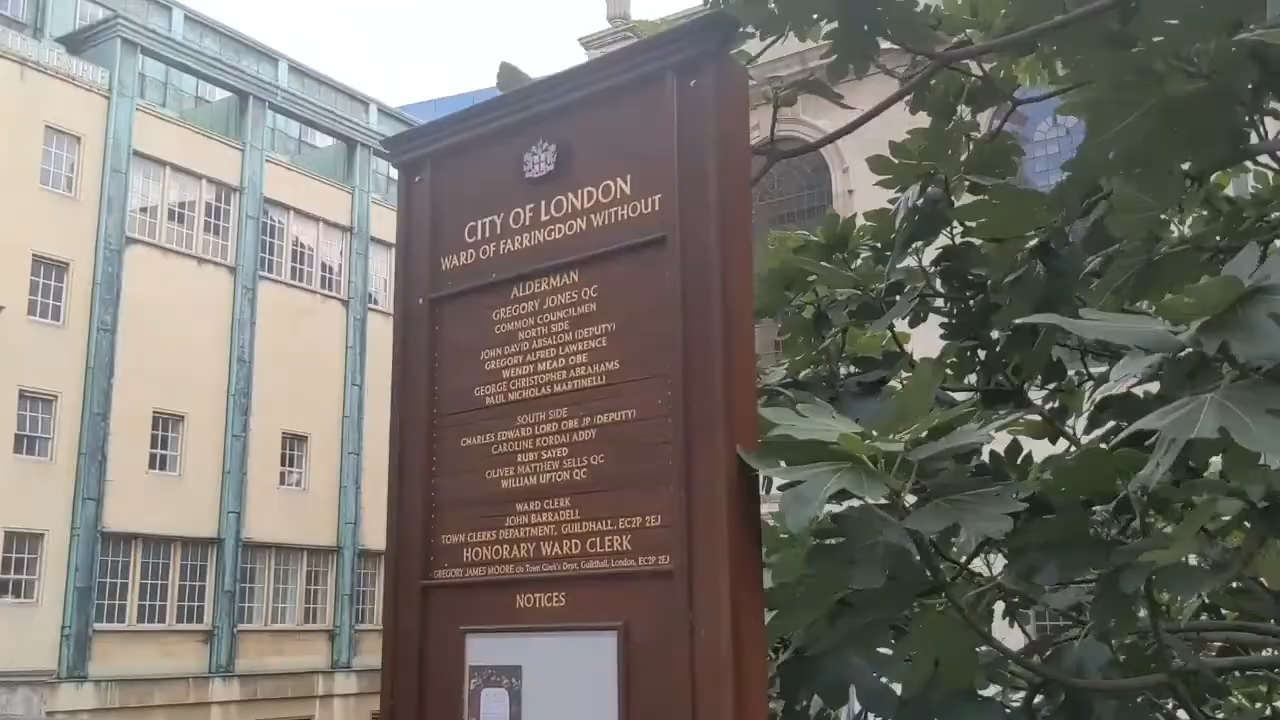 TEMPLE
CITY OF LONDON
WARD OF FARRINGDON WITHOUT
ALDERMAN
GREGORY JONES QC
COMMON COUNCILMEN
NORTH SIDE
JOHN DAVID ABSALOM (DEPUTY)
GREGORY ALFRED LAWRENCE
WENDY MEAD OBE
GEORGE CHRISTOPHER ABRAHAMS
PAUL NICHOLAS MARTINELLI
SOUTH SIDE
CHARLES EDWARD LORD OBE JP (DEPUTY)
CAROLINE KORDAI ADDY
RUBY SAYED
OLIVER MATTHEW SELLS QC
WILLIAM UPTON QC
WARD CLERK
JOHN BARRADELL
TOWN CLERKS DEPARTMENT, GUILDHALL, EC2P 2EJ
HONORARY WARD CLERK
GREGORY JAMES MOORE c/o Town Clerk's Dept, Guildhall, London, EC2P 2EJ
NOTICES